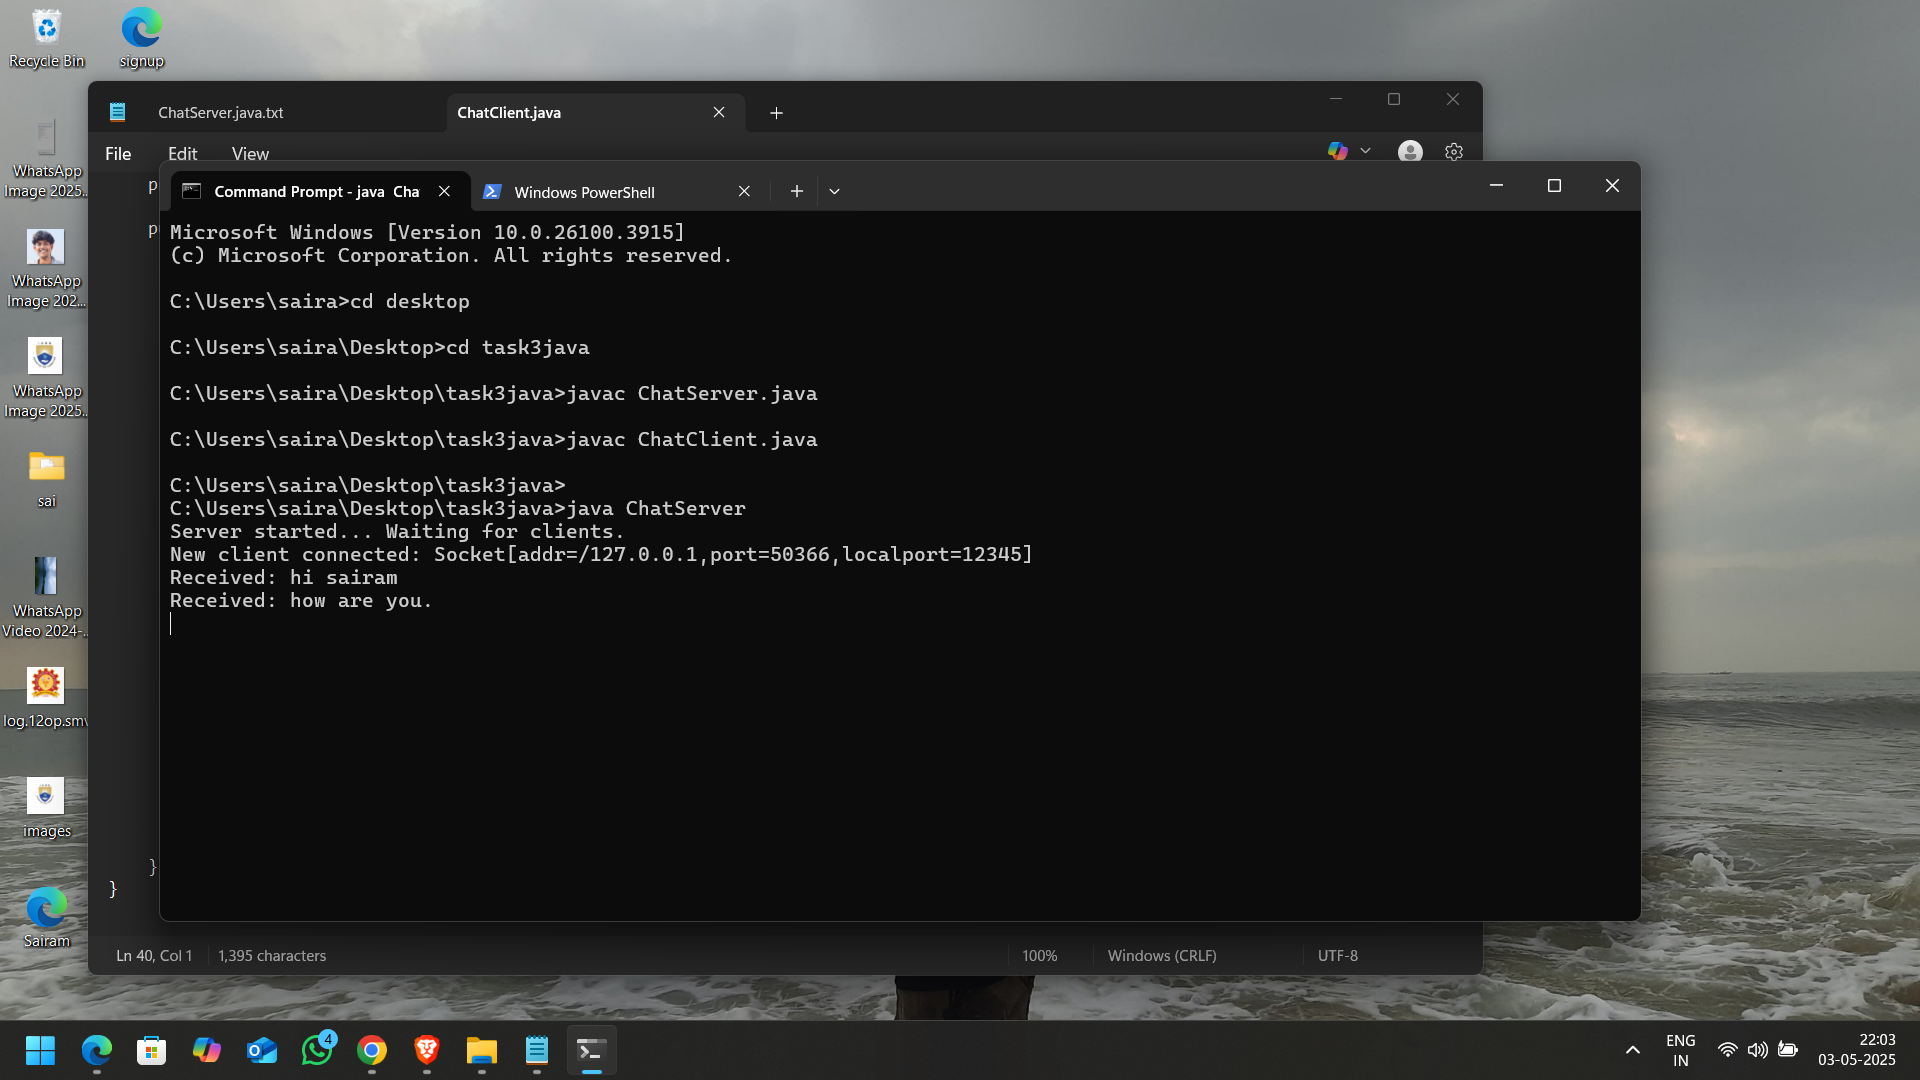 Recycle Bin
signup
WhatsApp
Image 2025...
WhatsApp
Image 202...
WhatsApp
Image 2025...
sai
WhatsApp
Video 2024-...
log.12op.smv
images
Sairam
ChatServer.java.txt
ChatClient.java
File Edit View
p
p
}
}
Command Prompt - java Cha
Windows PowerShell
Microsoft Windows [Version 10.0.26100.3915]
(c) Microsoft Corporation. All rights reserved.
C:\Users\saira>cd desktop
C:\Users\saira\Desktop>cd task3java
C:\Users\saira\Desktop\task3java>javac ChatServer.java
C:\Users\saira\Desktop\task3java>javac ChatClient.java
C:\Users\saira\Desktop\task3java>
C:\Users\saira\Desktop\task3java>java ChatServer
Server started... Waiting for clients.
New client connected: Socket[addr=/127.0.0.1,port=50366,localport=12345]
Received: hi sairam
Received: how are you.
Ln 40, Col 1 1,395 characters 100% Windows (CRLF) UTF-8
4
ENG
IN
22:03
03-05-2025